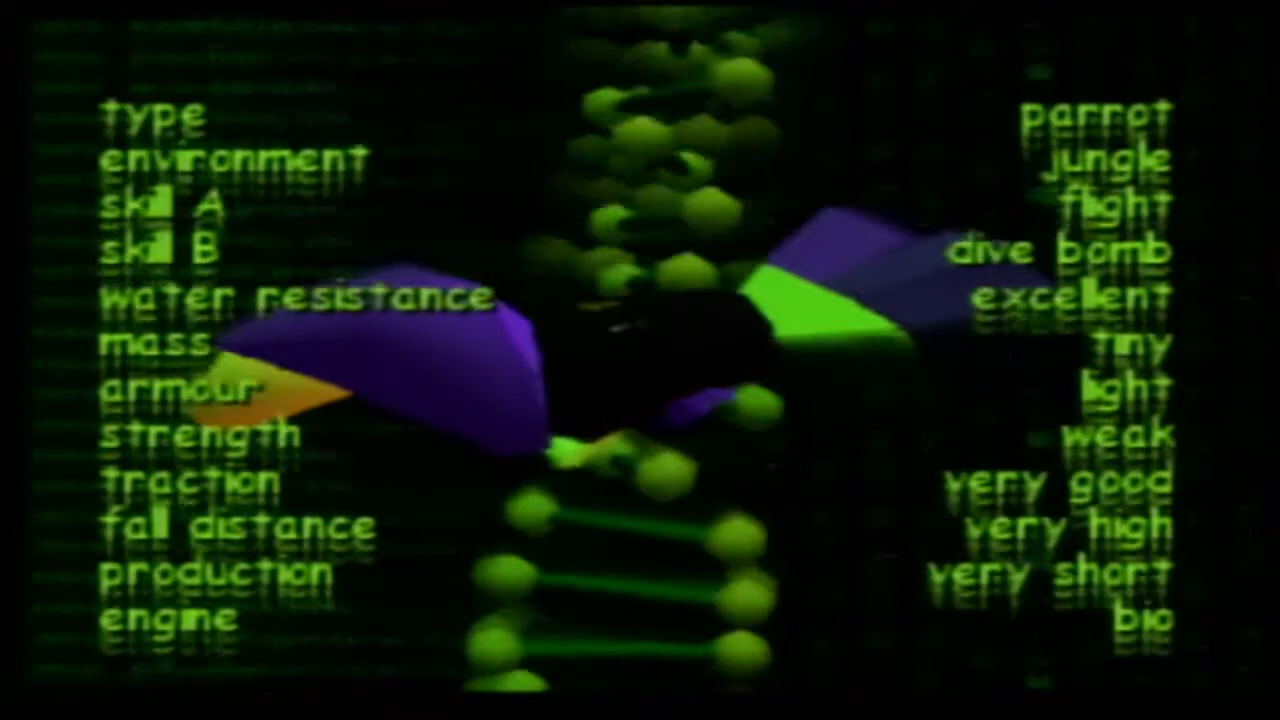 type parrot
environment jungle
skill A flight
skill B dive bomb
water resistance excellent
mass tiny
armour light
strength weak
traction very good
fall distance very high
production very short
engine bio